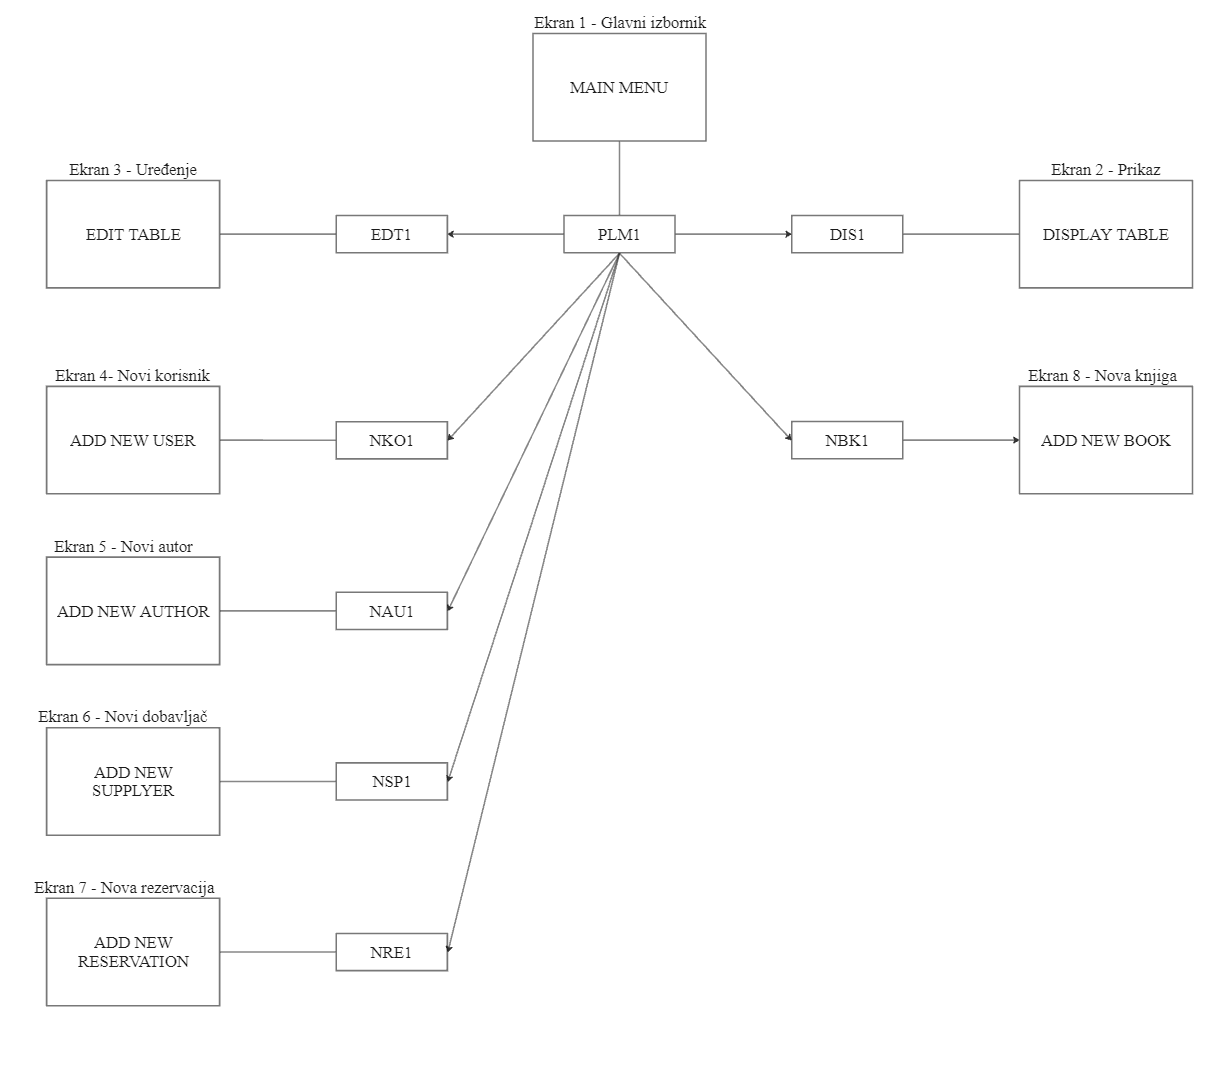 Ekran 1 - Glavni izbornik
MAIN MENU
Ekran 3 - Uređenje
EDIT TABLE
EDT1
PLM1
DIS1
Ekran 2 - Prikaz
DISPLAY TABLE
Ekran 4- Novi korisnik
ADD NEW USER
NKO1
NBK1
Ekran 8 - Nova knjiga
ADD NEW BOOK
Ekran 5 - Novi autor
ADD NEW AUTHOR
NAU1
Ekran 6 - Novi dobavljač
ADD NEW
SUPPLYER
NSP1
Ekran 7 - Nova rezervacija
ADD NEW
RESERVATION
NRE1